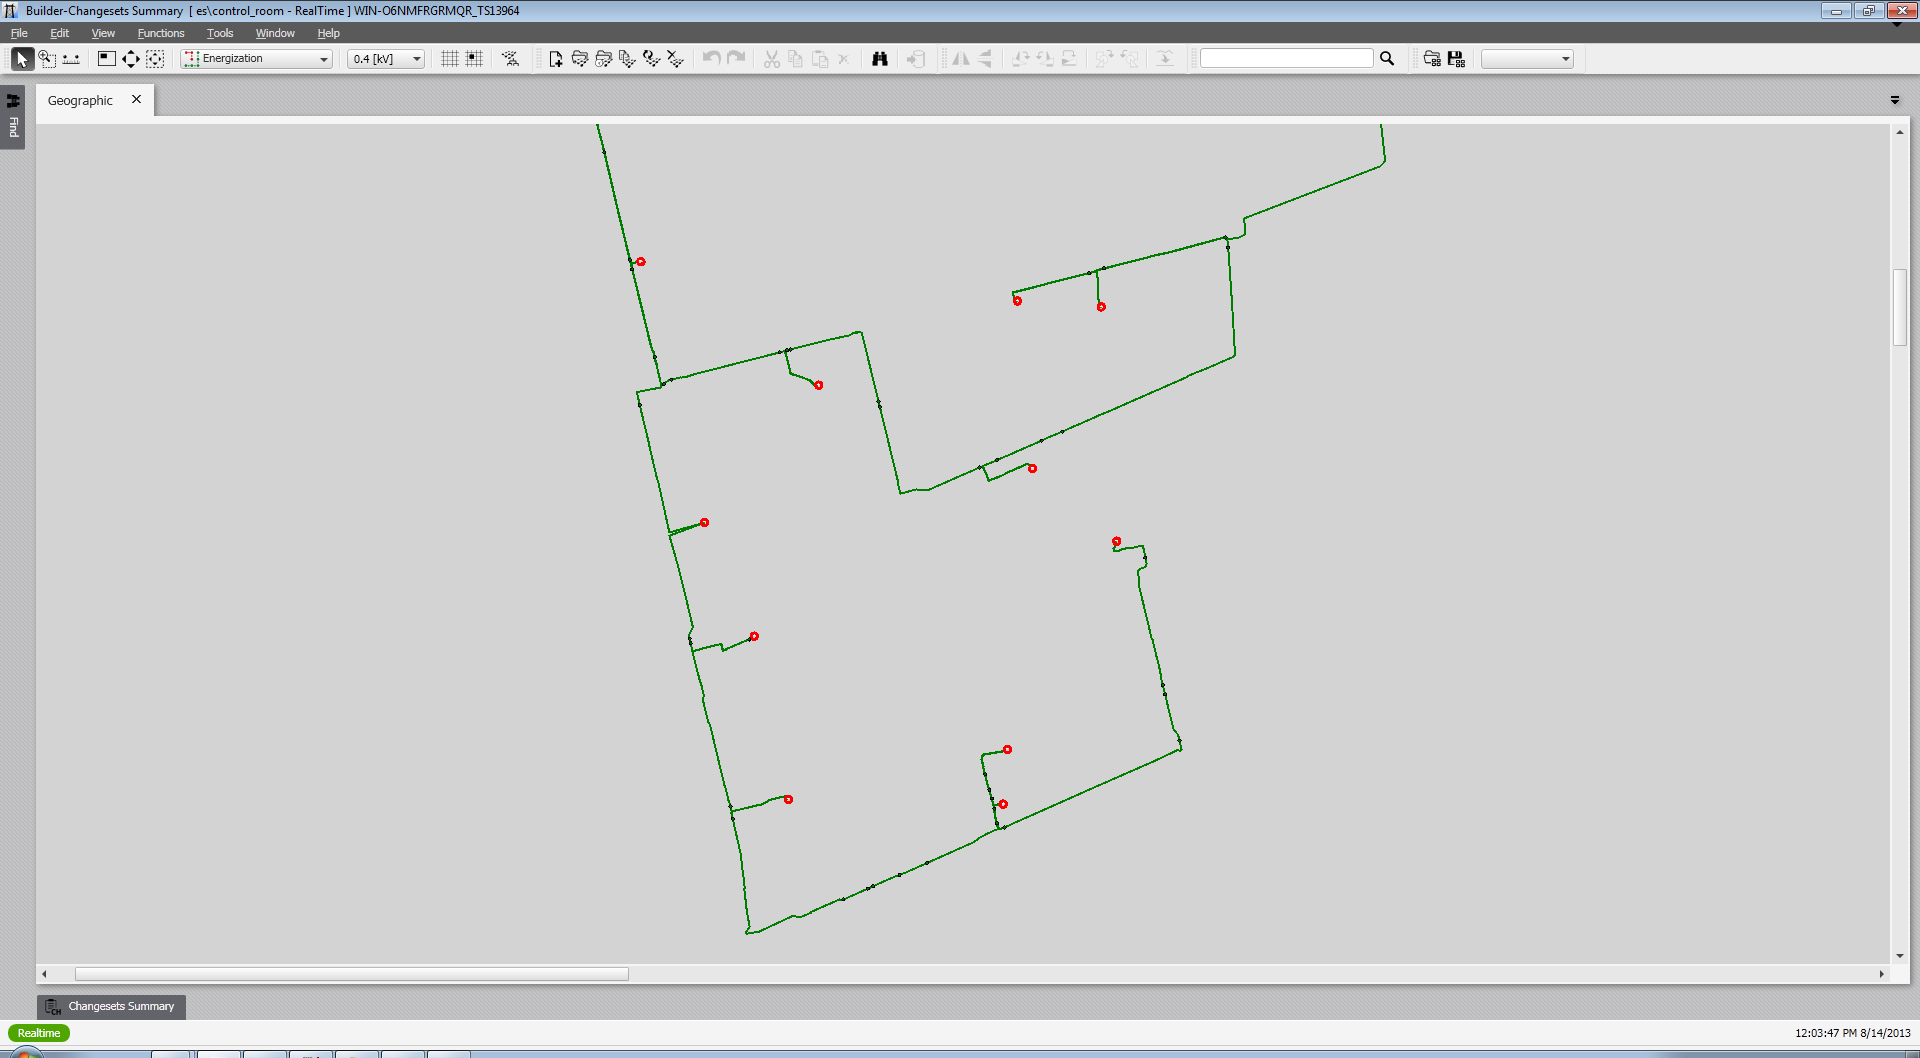 Builder-Changesets Summary [ es\control_room - RealTime ] WIN-O6NMFRGRMQR_TS13964
File Edit View Functions Tools Window Help
Energization 0.4 [kV]
Find
Geographic
CH Changesets Summary
Realtime
12:03:47 PM 8/14/2013